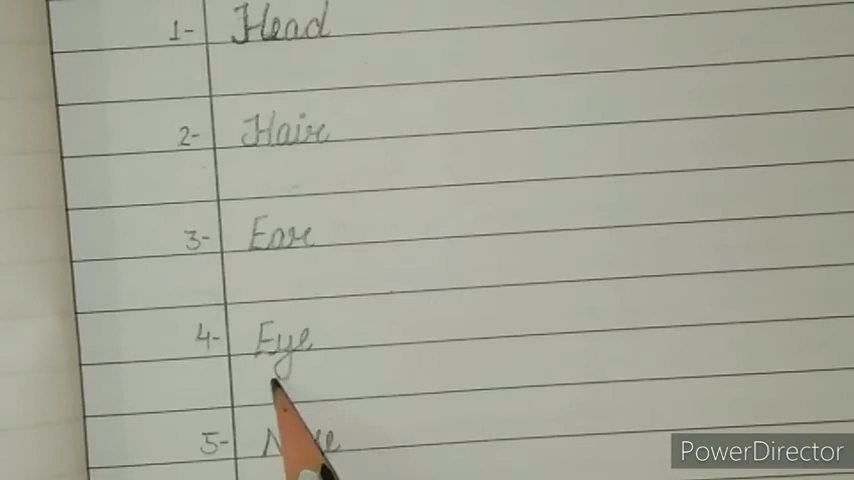 1- Head
2- Hair
3- Ear
4- Eye
5-
PowerDirector